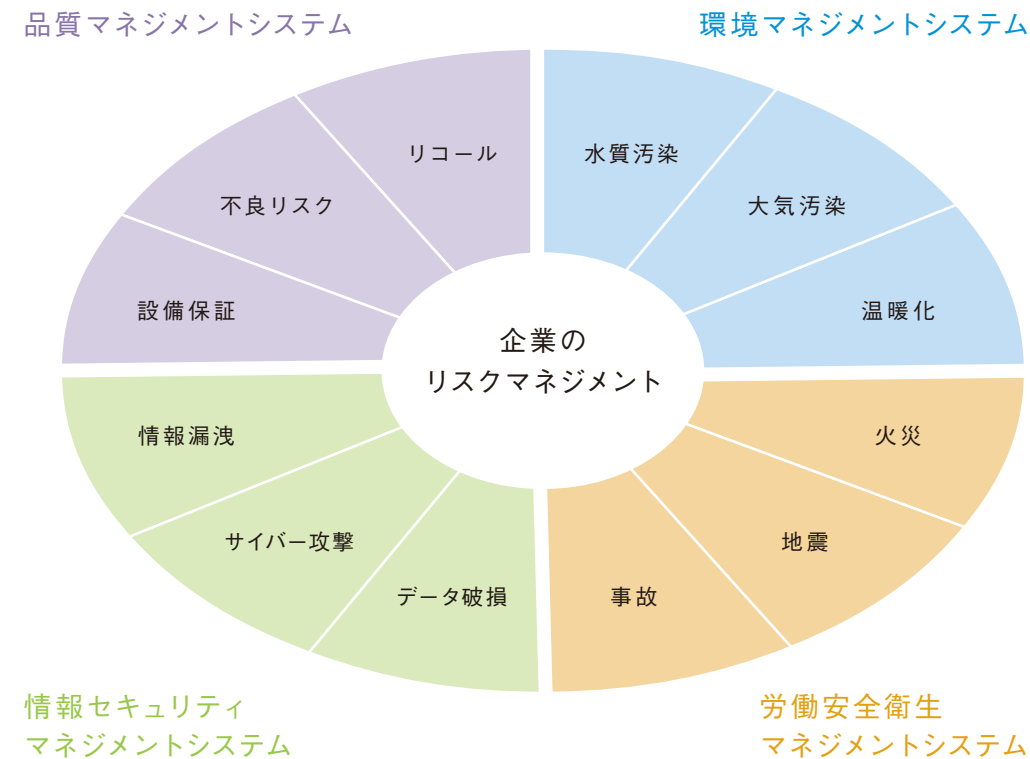 品質マネジメントシステム
環境マネジメントシステム
リコール
水質汚染
不良リスク
大気汚染
設備保証
温暖化
企業の
リスクマネジメント
情報漏洩
火災
サイバー攻撃
地震
データ破損
事故
情報セキュリティ
マネジメントシステム
労働安全衛生
マネジメントシステム